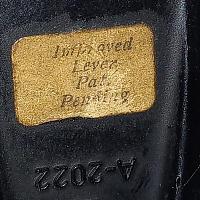 Improved
Lever
Pat.
Pending
A-2022